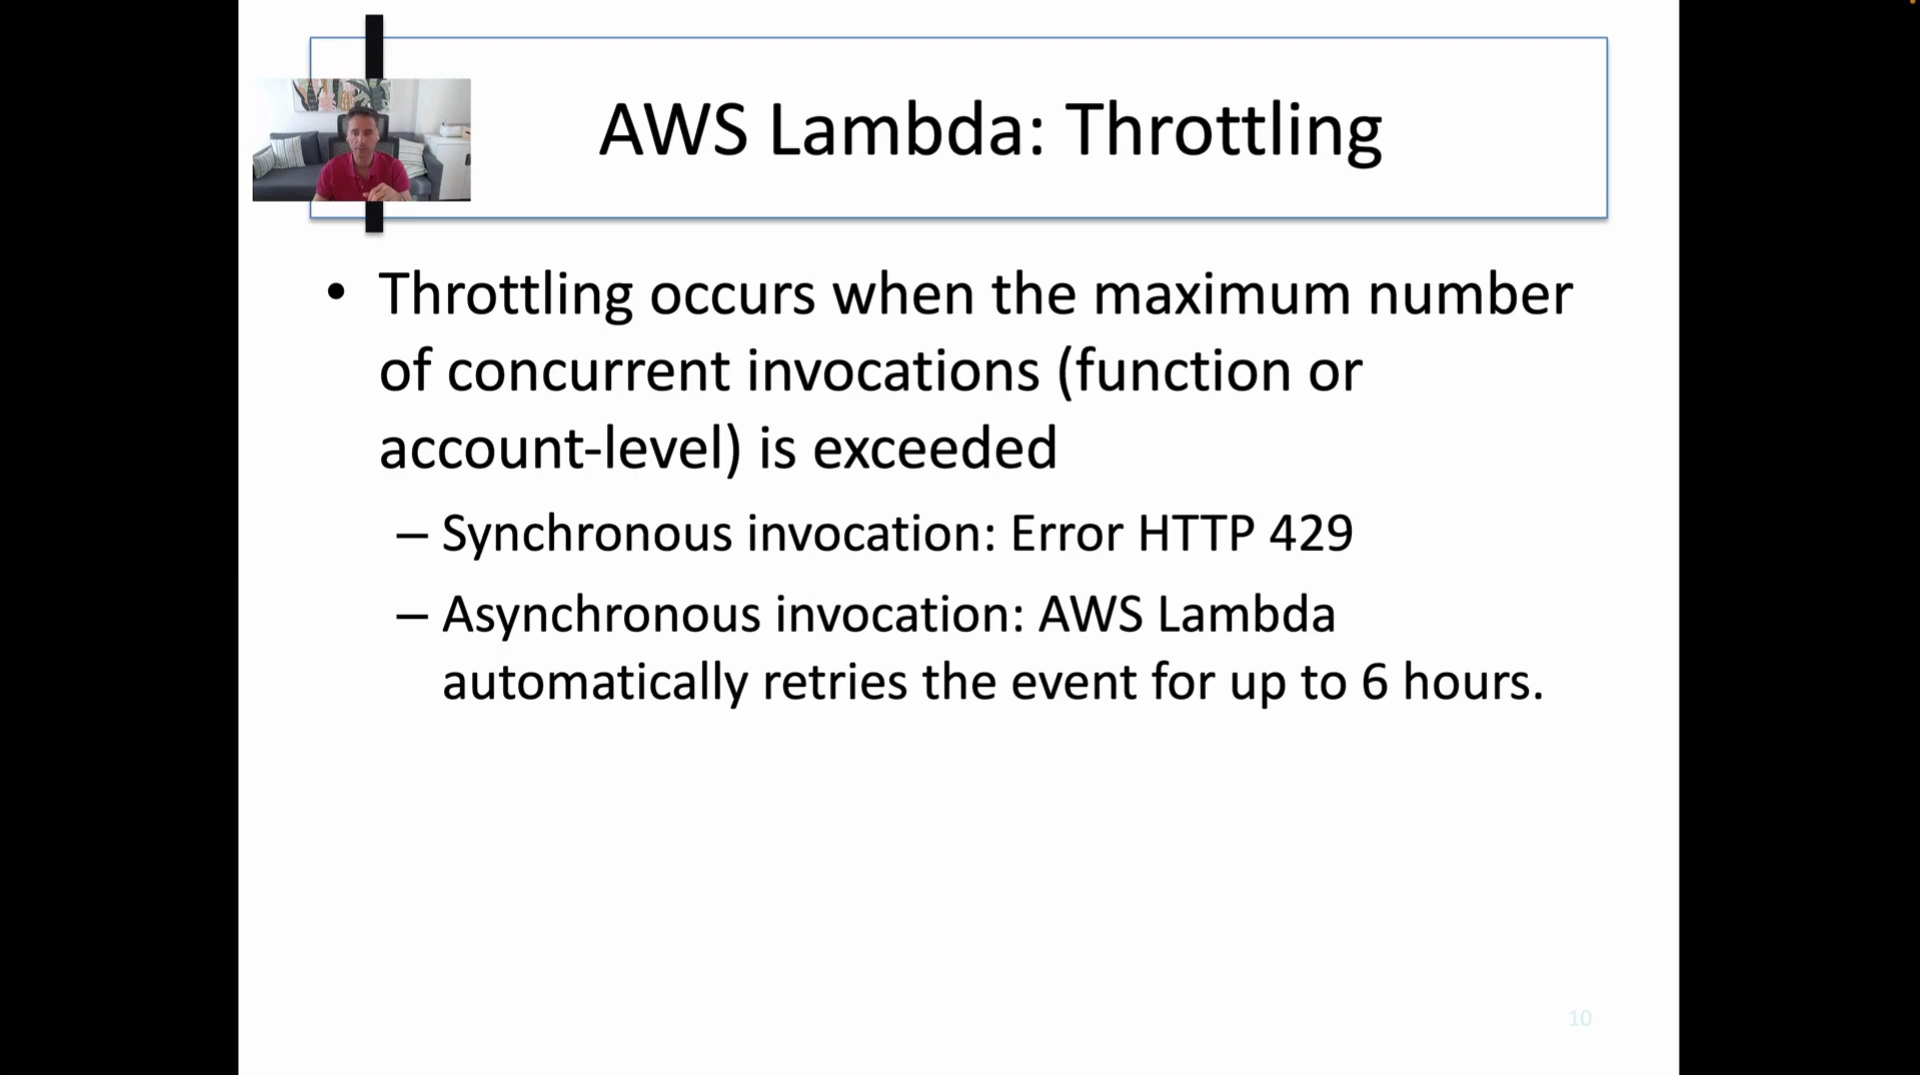 AWS Lambda: Throttling
• Throttling occurs when the maximum number
of concurrent invocations (function or
account-level) is exceeded
– Synchronous invocation: Error HTTP 429
– Asynchronous invocation: AWS Lambda
automatically retries the event for up to 6 hours.
10